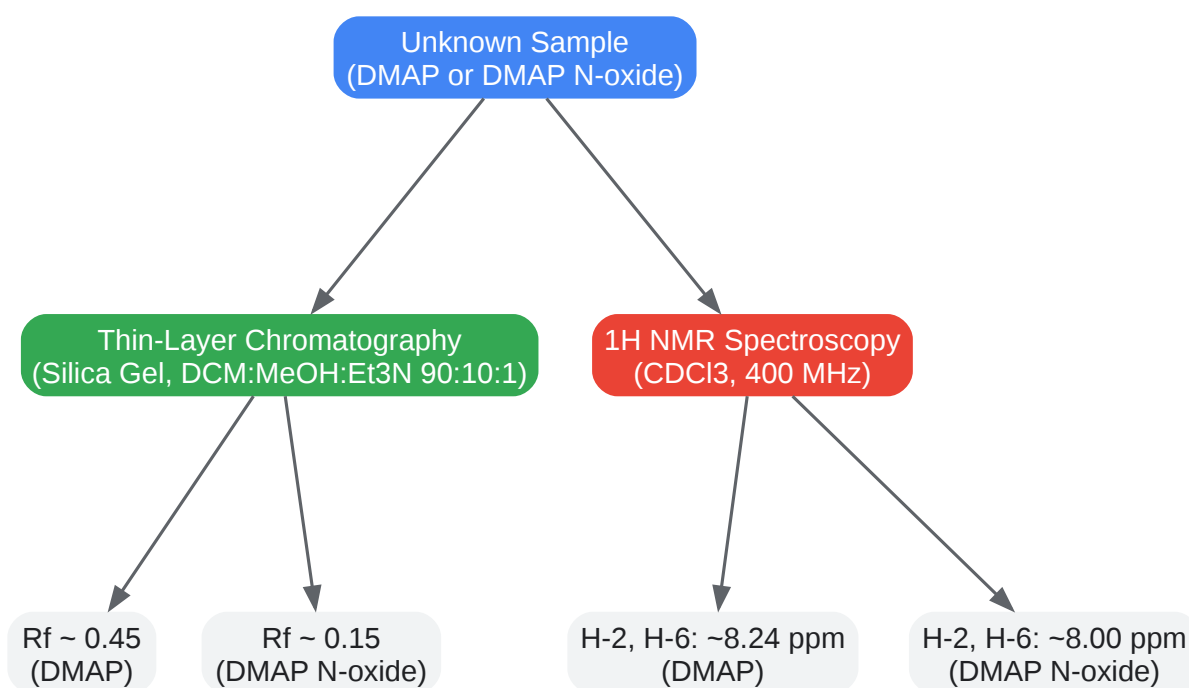 Unknown Sample
(DMAP or DMAP N-oxide)
Thin-Layer Chromatography
(Silica Gel, DCM:MeOH:Et3N 90:10:1)
1H NMR Spectroscopy
(CDCl3, 400 MHz)
Rf ~ 0.45
(DMAP)
Rf ~ 0.15
(DMAP N-oxide)
H-2, H-6: ~8.24 ppm
(DMAP)
H-2, H-6: ~8.00 ppm
(DMAP N-oxide)